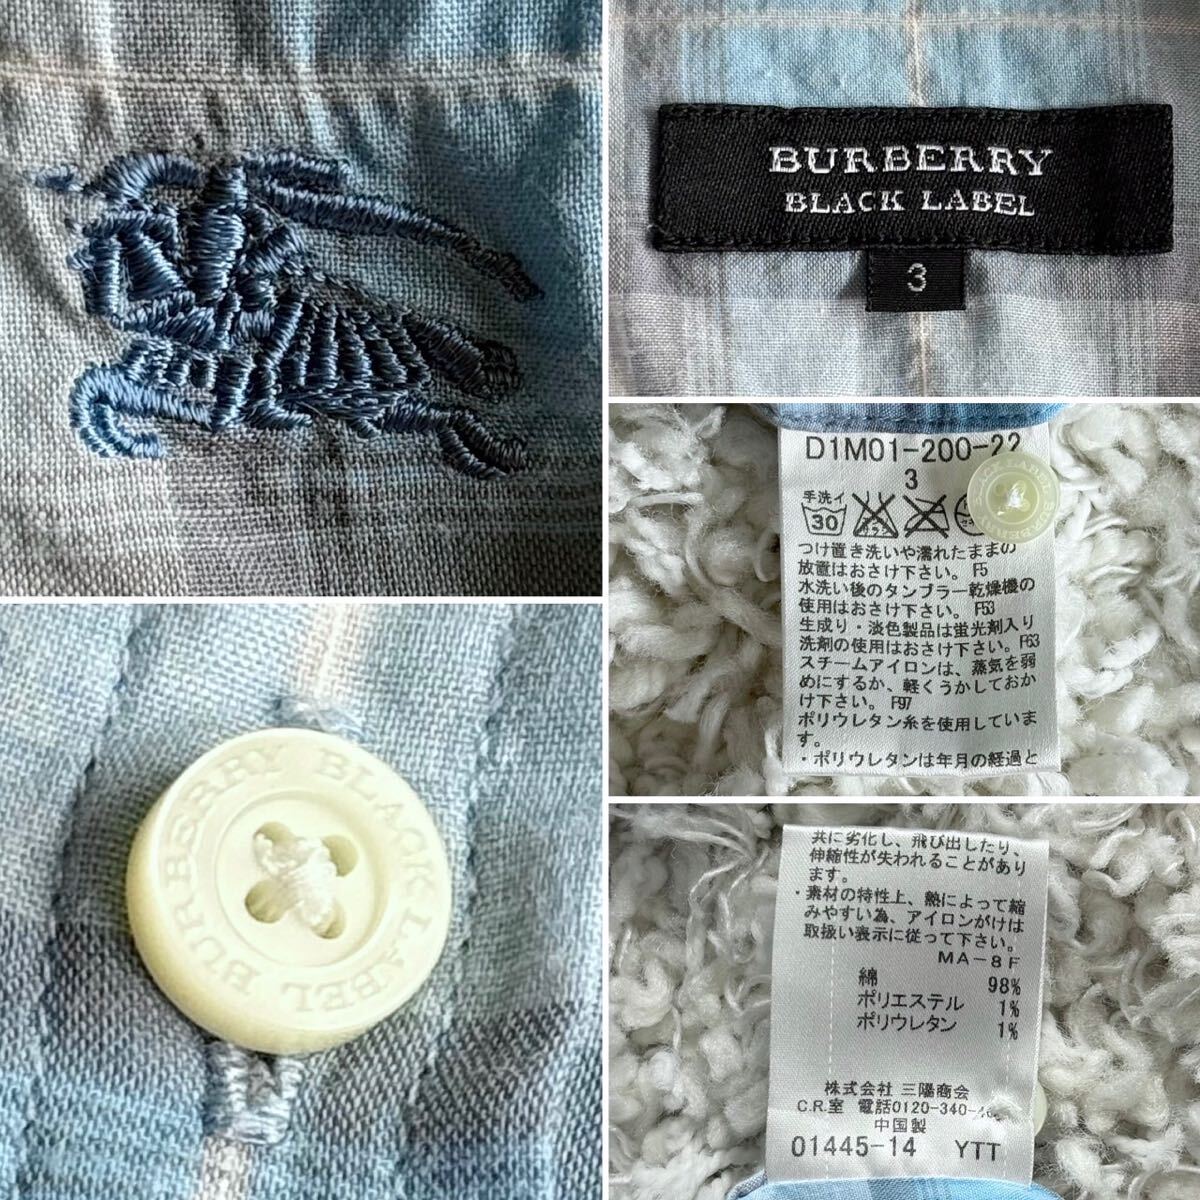 BURBERRY
BLACK LABEL
3
D1M01-200-22
3
手洗イ
30
つけ置き洗いや濡れたままの
放置はおさけ下さい。 F5
水洗い後のタンブラー乾燥機の
使用はおさけ下さい。 F53
生成り・淡色製品は蛍光剤入り
洗剤の使用はおさけ下さい。F63
スチームアイロンは、蒸気を弱
めにするか、軽くうかしておか
け下さい。 F97
ポリウレタン糸を使用していま
す。
・ポリウレタンは年月の経過と
BLACK LABEL BURBERRY
BURBERRY BLACK LABEL
共に劣化し、飛び出したり、
伸縮性が失われることがあり
ます。
・素材の特性上、熱によって縮
みやすい為、アイロンがけは
取扱い表示に従って下さい。
MA-8F
綿 98%
ポリエステル 1%
ポリウレタン 1%
株式会社 三陽商会
C.R.室 電話0120-340-4
中国製
01445-14 YTT